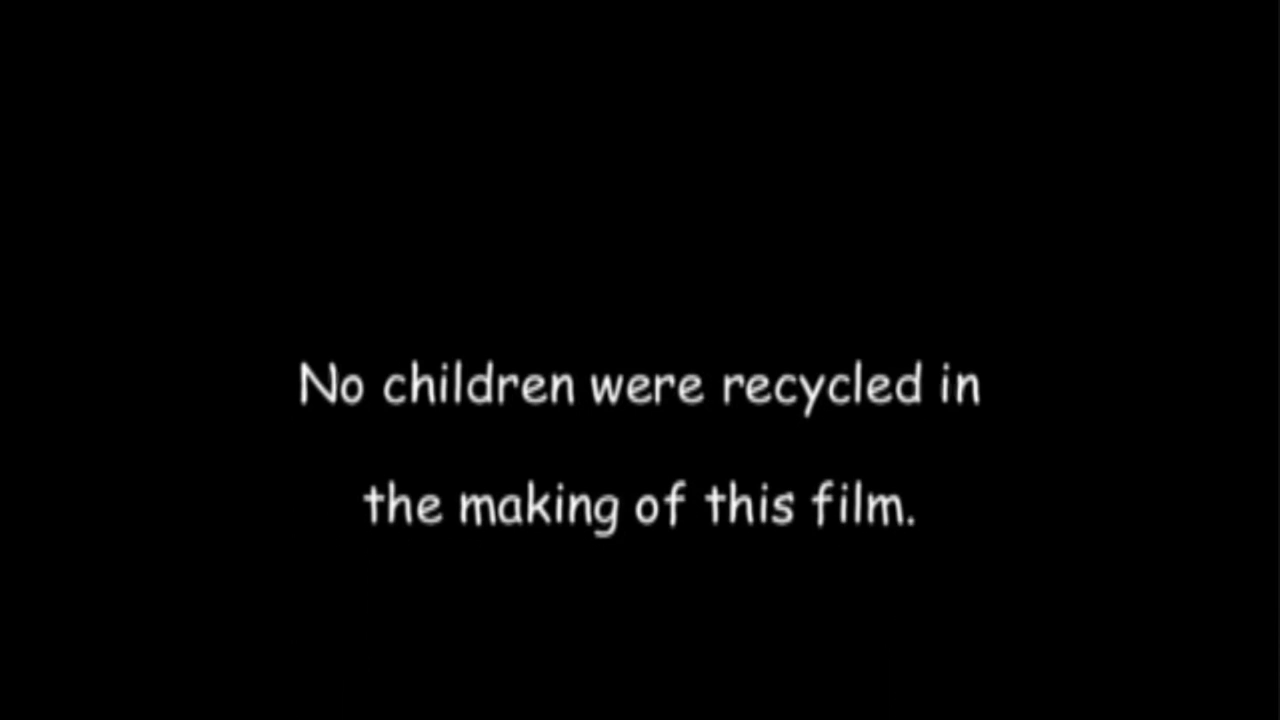 No children were recycled in
the making of this film.